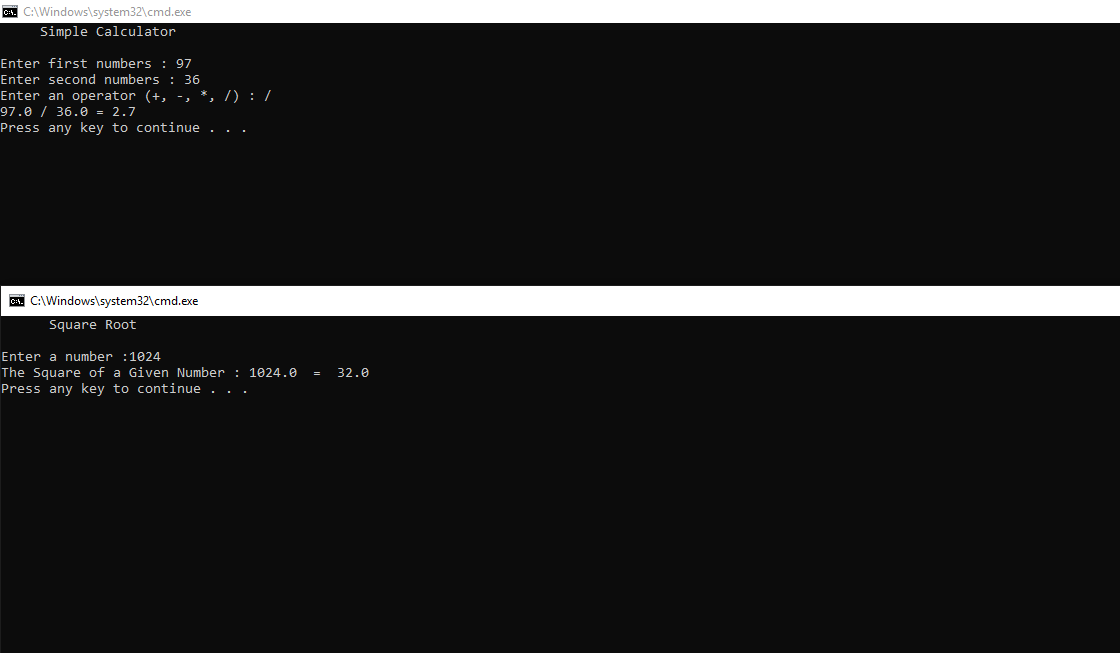 C:\Windows\system32\cmd.exe
Simple Calculator
Enter first numbers : 97
Enter second numbers : 36
Enter an operator (+, -, *, /) : /
97.0 / 36.0 = 2.7
Press any key to continue . . .
C:\Windows\system32\cmd.exe
Square Root
Enter a number :1024
The Square of a Given Number : 1024.0  =  32.0
Press any key to continue . . .